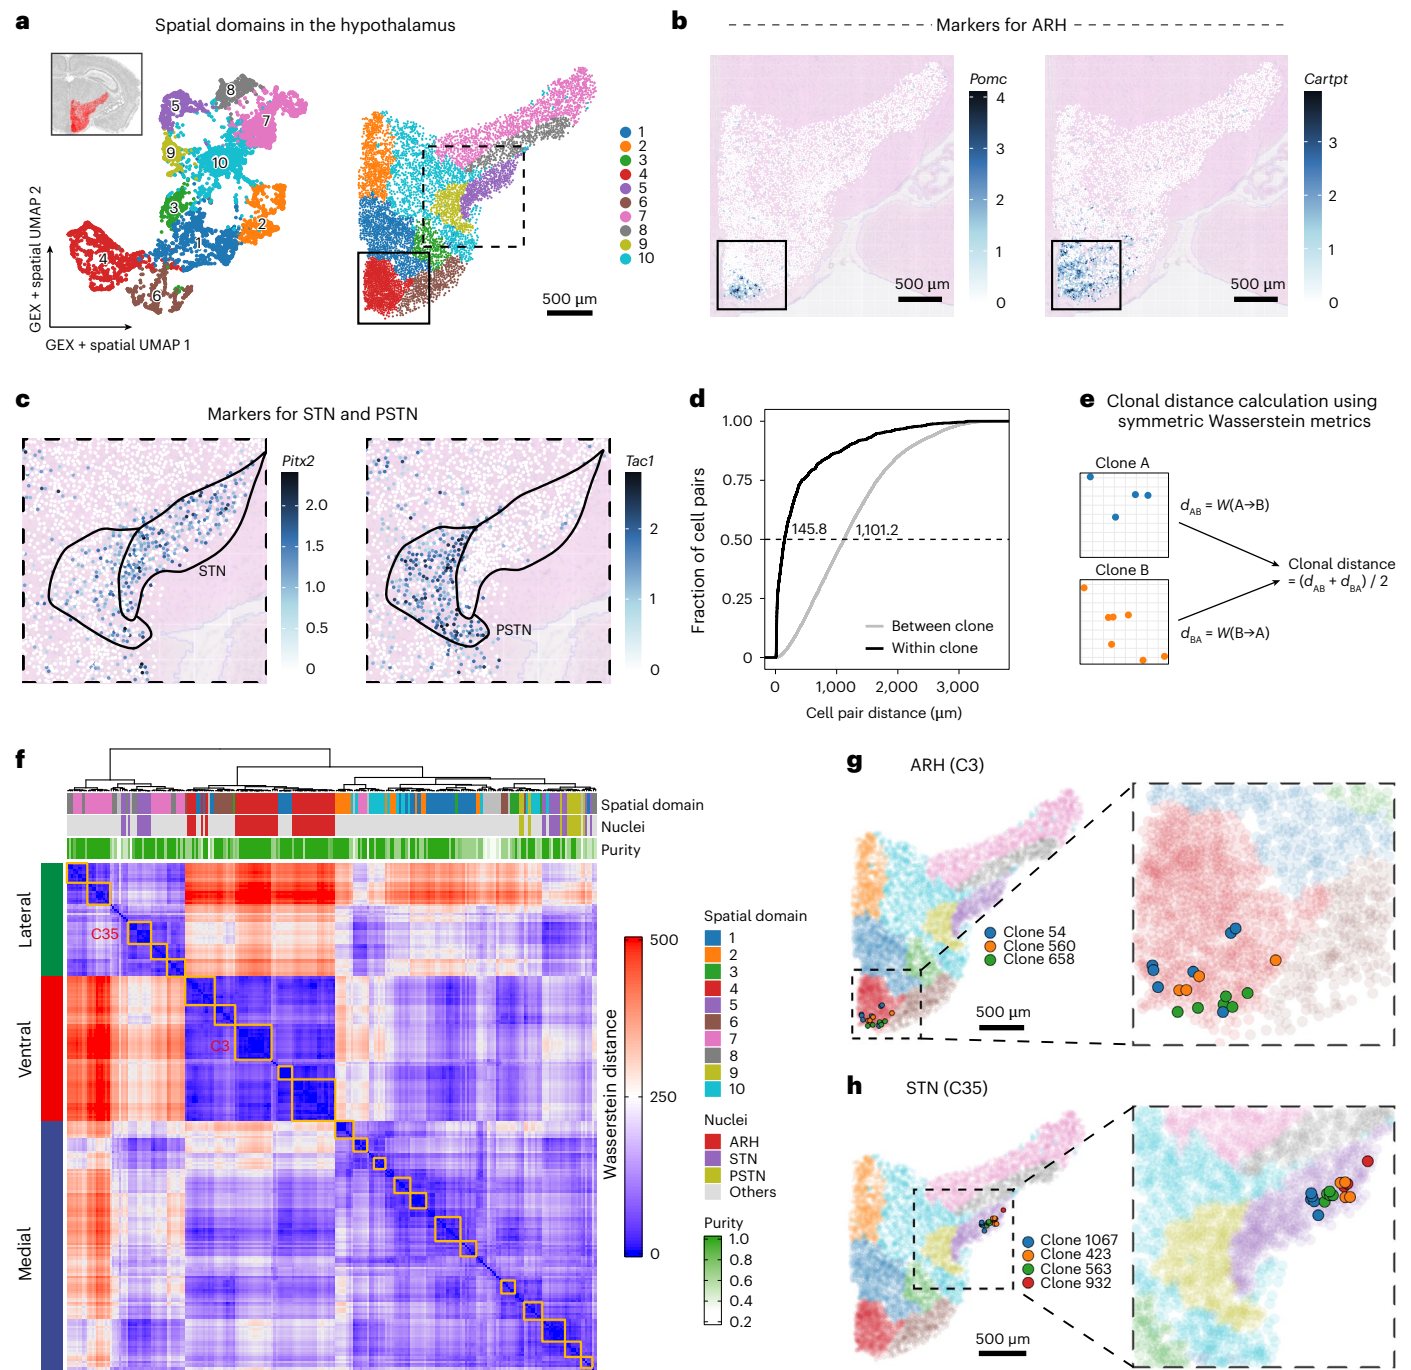 a
Spatial domains in the hypothalamus
5
8
7
9
10
3
2
1
4
6
GEX + spatial UMAP 2
GEX + spatial UMAP 1
1
2
3
4
5
6
7
8
9
10
500 μm
b
Markers for ARH
Pomc
4
3
2
1
0
500 μm
Cartpt
3
2
1
0
500 μm
c
Markers for STN and PSTN
Pitx2
2.0
1.5
1.0
0.5
0
STN
Tac1
2
1
0
PSTN
d
Fraction of cell pairs
1.00
0.75
0.50
0.25
0
145.8
1,101.2
Between clone
Within clone
0
1,000
2,000
3,000
Cell pair distance (μm)
e
Clonal distance calculation using
symmetric Wasserstein metrics
Clone A
dAB = W(A→B)
Clone B
dBA = W(B→A)
Clonal distance
= (dAB + dBA) / 2
f
Spatial domain
Nuclei
Purity
Lateral
Ventral
Medial
C35
C3
Wasserstein distance
500
250
0
Spatial domain
1
2
3
4
5
6
7
8
9
10
Nuclei
ARH
STN
PSTN
Others
Purity
1.0
0.8
0.6
0.4
0.2
g
ARH (C3)
Clone 54
Clone 560
Clone 658
500 μm
h
STN (C35)
Clone 1067
Clone 423
Clone 563
Clone 932
500 μm